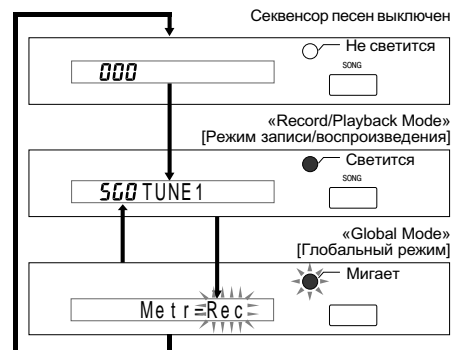 Секвенсор песен выключен
Не светится
SONG
000
«Record/Playback Mode»
[Режим записи/воспроизведения]
Светится
SONG
SG0 TUNE1
«Global Mode»
[Глобальный режим]
Мигает
Metr=Rec